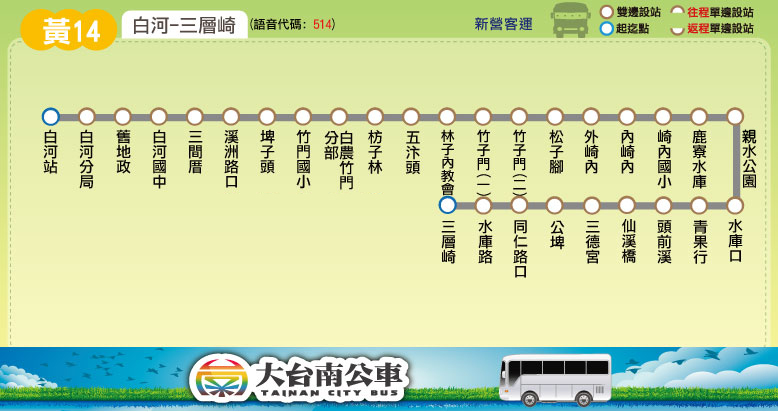 黃14
白河-三層崎
(語音代碼: 514)
新營客運
雙邊設站
往程單邊設站
起迄點
返程單邊設站
白河站
白河分局
舊地政
白河國中
三間厝
溪洲路口
埤子頭
竹門國小
白農竹門
分部
枋子林
五汴頭
林子內教會
竹子門(一)
竹子門(二)
松子腳
外崎內
內崎內
崎內國小
鹿寮水庫
親水公園
三層崎
水庫路
同仁路口
公埤
三德宮
仙溪橋
頭前溪
青果行
水庫口
大台南公車
TAINAN CITY BUS